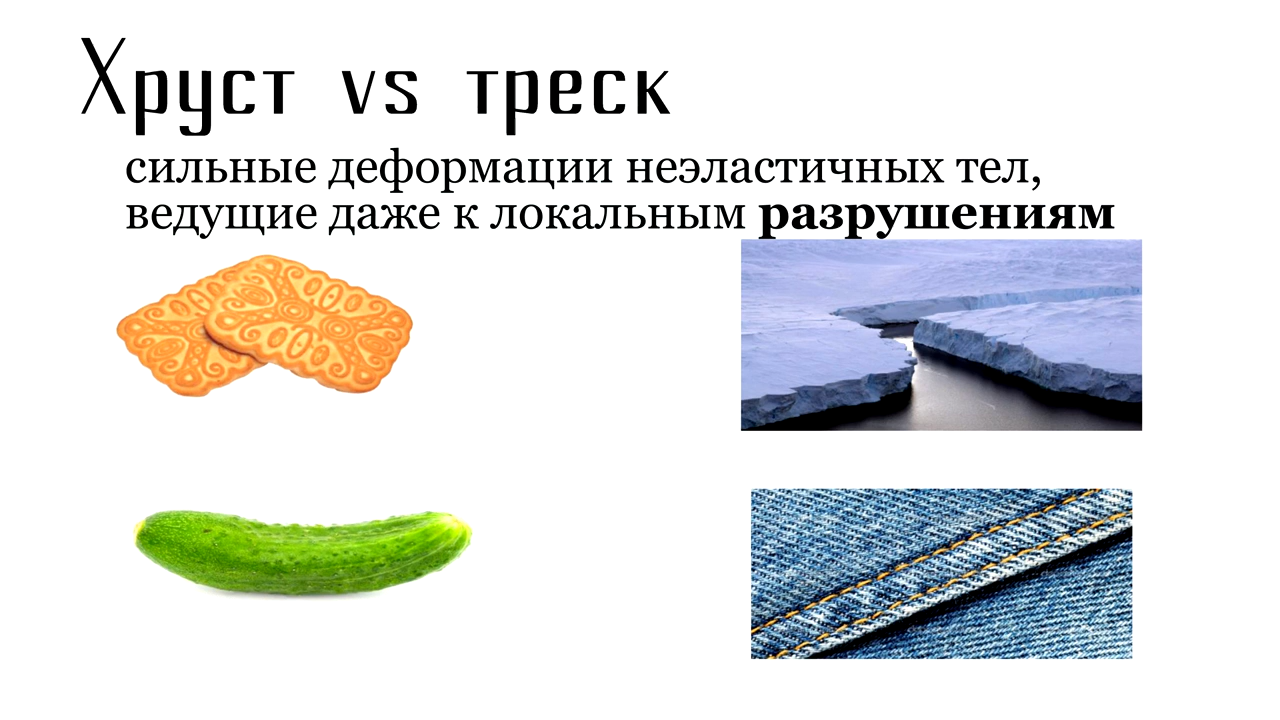 Хруст vs треск
сильные деформации неэластичных тел,
ведущие даже к локальным разрушениям